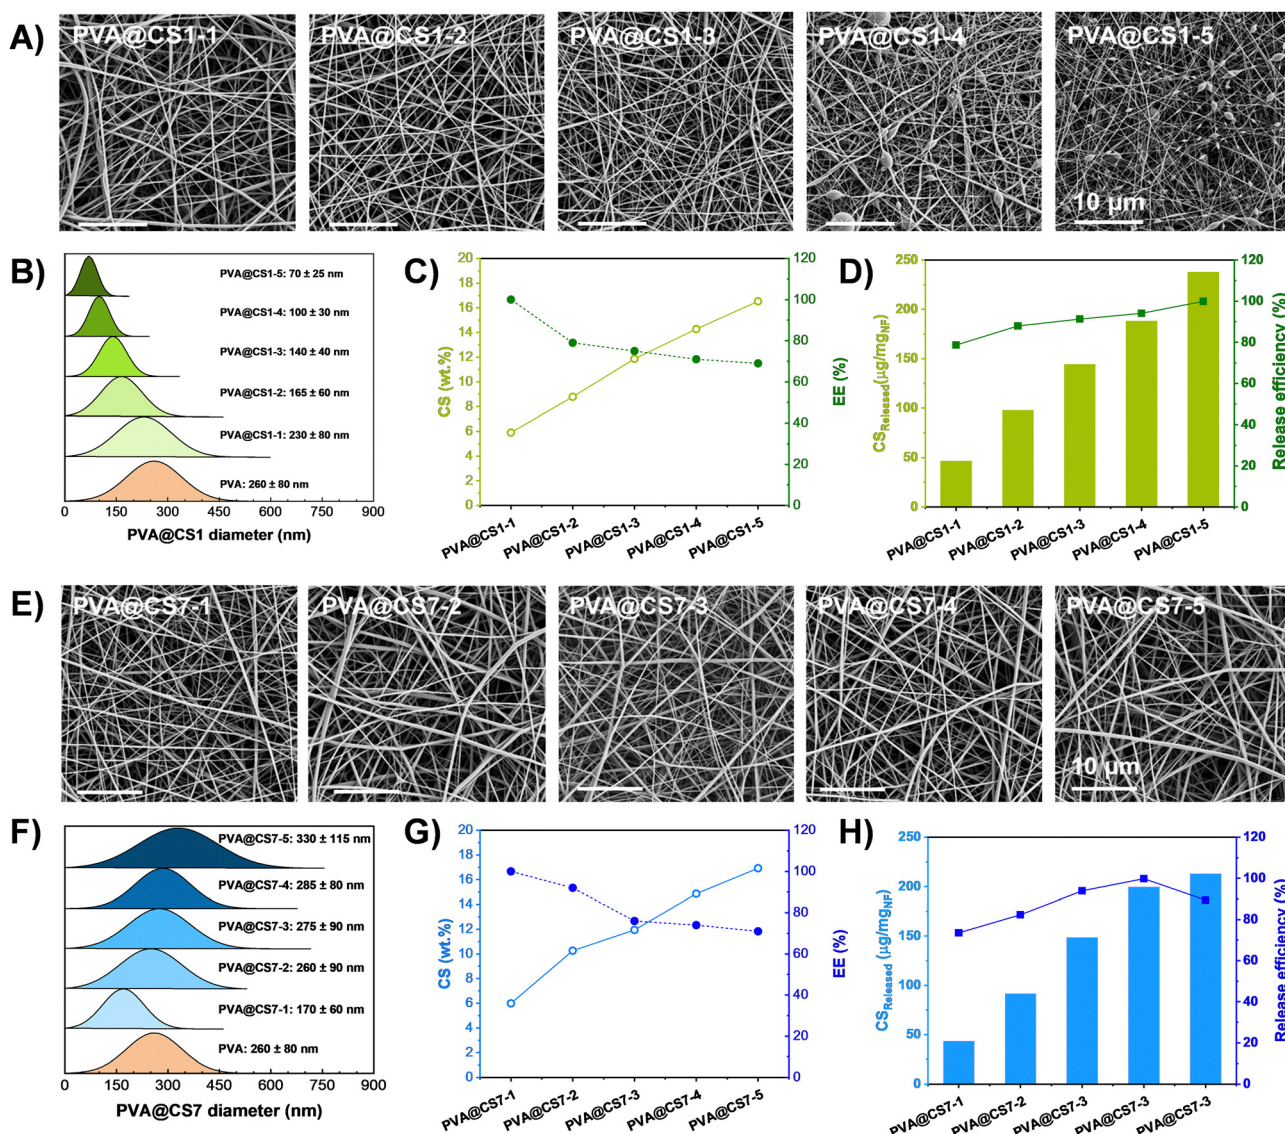 A)
PVA@CS1-1
PVA@CS1-2
PVA@CS1-3
PVA@CS1-4
PVA@CS1-5
10 μm
B)
PVA@CS1-5: 70 ± 25 nm
PVA@CS1-4: 100 ± 30 nm
PVA@CS1-3: 140 ± 40 nm
PVA@CS1-2: 165 ± 60 nm
PVA@CS1-1: 230 ± 80 nm
PVA: 260 ± 80 nm
0 150 300 450 600 750 900
PVA@CS1 diameter (nm)
C)
CS (wt.%)
20
18
16
14
12
10
8
6
4
2
0
120
100
80
60
40
20
0
EE (%)
PVA@CS1-1
PVA@CS1-2
PVA@CS1-3
PVA@CS1-4
PVA@CS1-5
D)
CSReleased(μg/mgNF)
250
200
150
100
50
0
120
100
80
60
40
20
0
Release efficiency (%)
PVA@CS1-1
PVA@CS1-2
PVA@CS1-3
PVA@CS1-4
PVA@CS1-5
E)
PVA@CS7-1
PVA@CS7-2
PVA@CS7-3
PVA@CS7-4
PVA@CS7-5
10 μm
F)
PVA@CS7-5: 330 ± 115 nm
PVA@CS7-4: 285 ± 80 nm
PVA@CS7-3: 275 ± 90 nm
PVA@CS7-2: 260 ± 90 nm
PVA@CS7-1: 170 ± 60 nm
PVA: 260 ± 80 nm
0 150 300 450 600 750 900
PVA@CS7 diameter (nm)
G)
CS (wt.%)
20
18
16
14
12
10
8
6
4
2
0
120
100
80
60
40
20
0
EE (%)
PVA@CS7-1
PVA@CS7-2
PVA@CS7-3
PVA@CS7-4
PVA@CS7-5
H)
CSReleased (μg/mgNF)
250
200
150
100
50
0
120
100
80
60
40
20
0
Release efficiency (%)
PVA@CS7-1
PVA@CS7-2
PVA@CS7-3
PVA@CS7-3
PVA@CS7-3